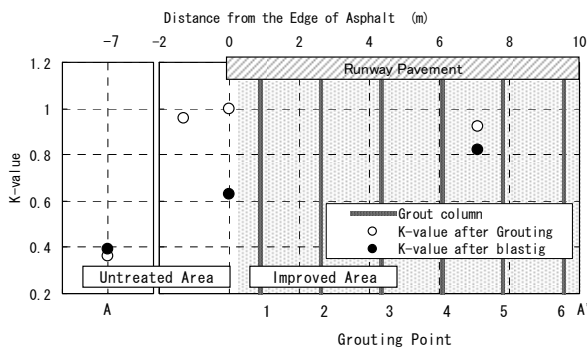 Distance from the Edge of Asphalt (m)
-7 -2 0 2 4 6 8 10
Runway Pavement
1.2
1
0.8
0.6
0.4
0.2
K-value
Grout column
K-value after Grouting
K-value after blastig
Untreated Area Improved Area
A 1 2 3 4 5 6 A'
Grouting Point